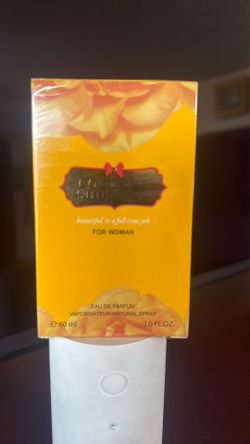 beautiful is a full time job
FOR WOMAN
EAU DE PARFUM
VAPORISATEUR-NATURAL SPRAY
℮ 60 ml 2.0 FL.OZ.